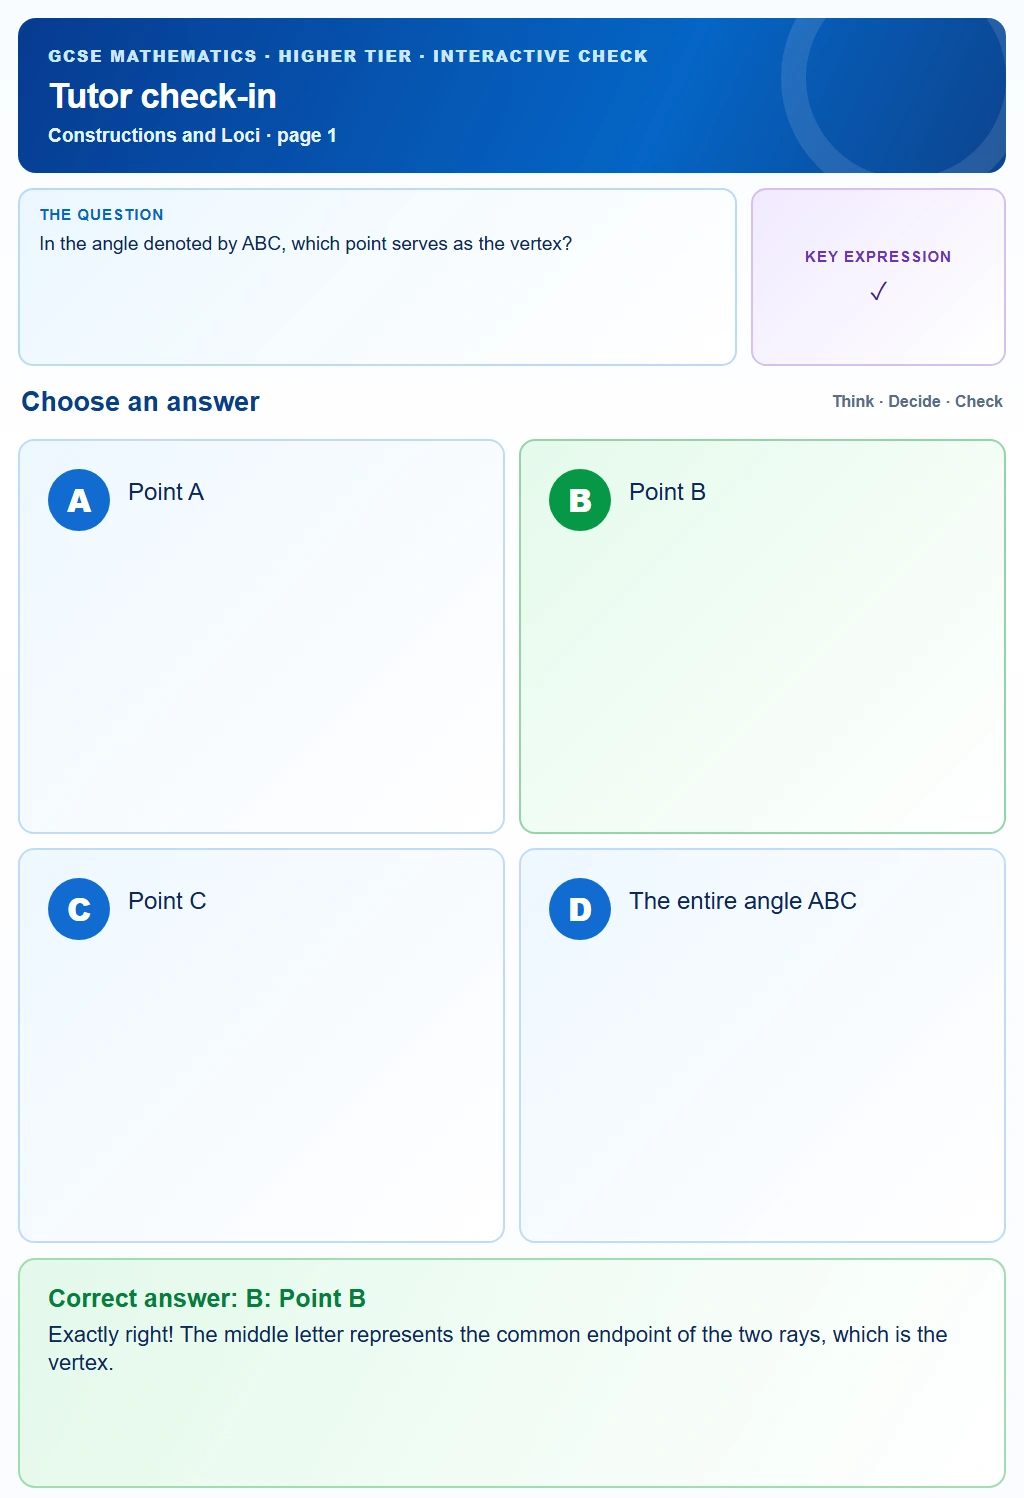 GCSE MATHEMATICS · HIGHER TIER · INTERACTIVE CHECK
Tutor check-in
Constructions and Loci · page 1
THE QUESTION
In the angle denoted by ABC, which point serves as the vertex?
KEY EXPRESSION
✓
Choose an answer
Think · Decide · Check
A
Point A
B
Point B
C
Point C
D
The entire angle ABC
Correct answer: B: Point B
Exactly right! The middle letter represents the common endpoint of the two rays, which is the
vertex.